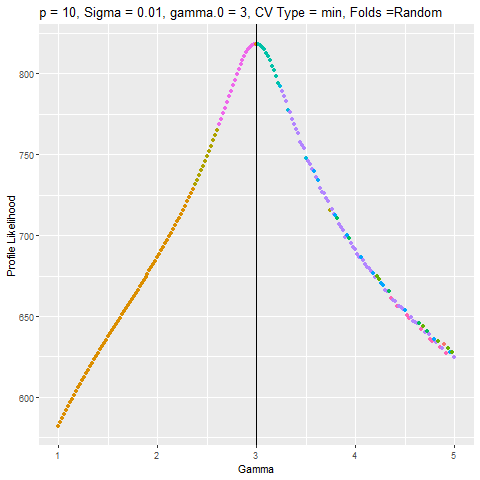 p = 10, Sigma = 0.01, gamma.0 = 3, CV Type = min, Folds =Random
Profile Likelihood
800
750
700
650
600
1 2 3 4 5
Gamma